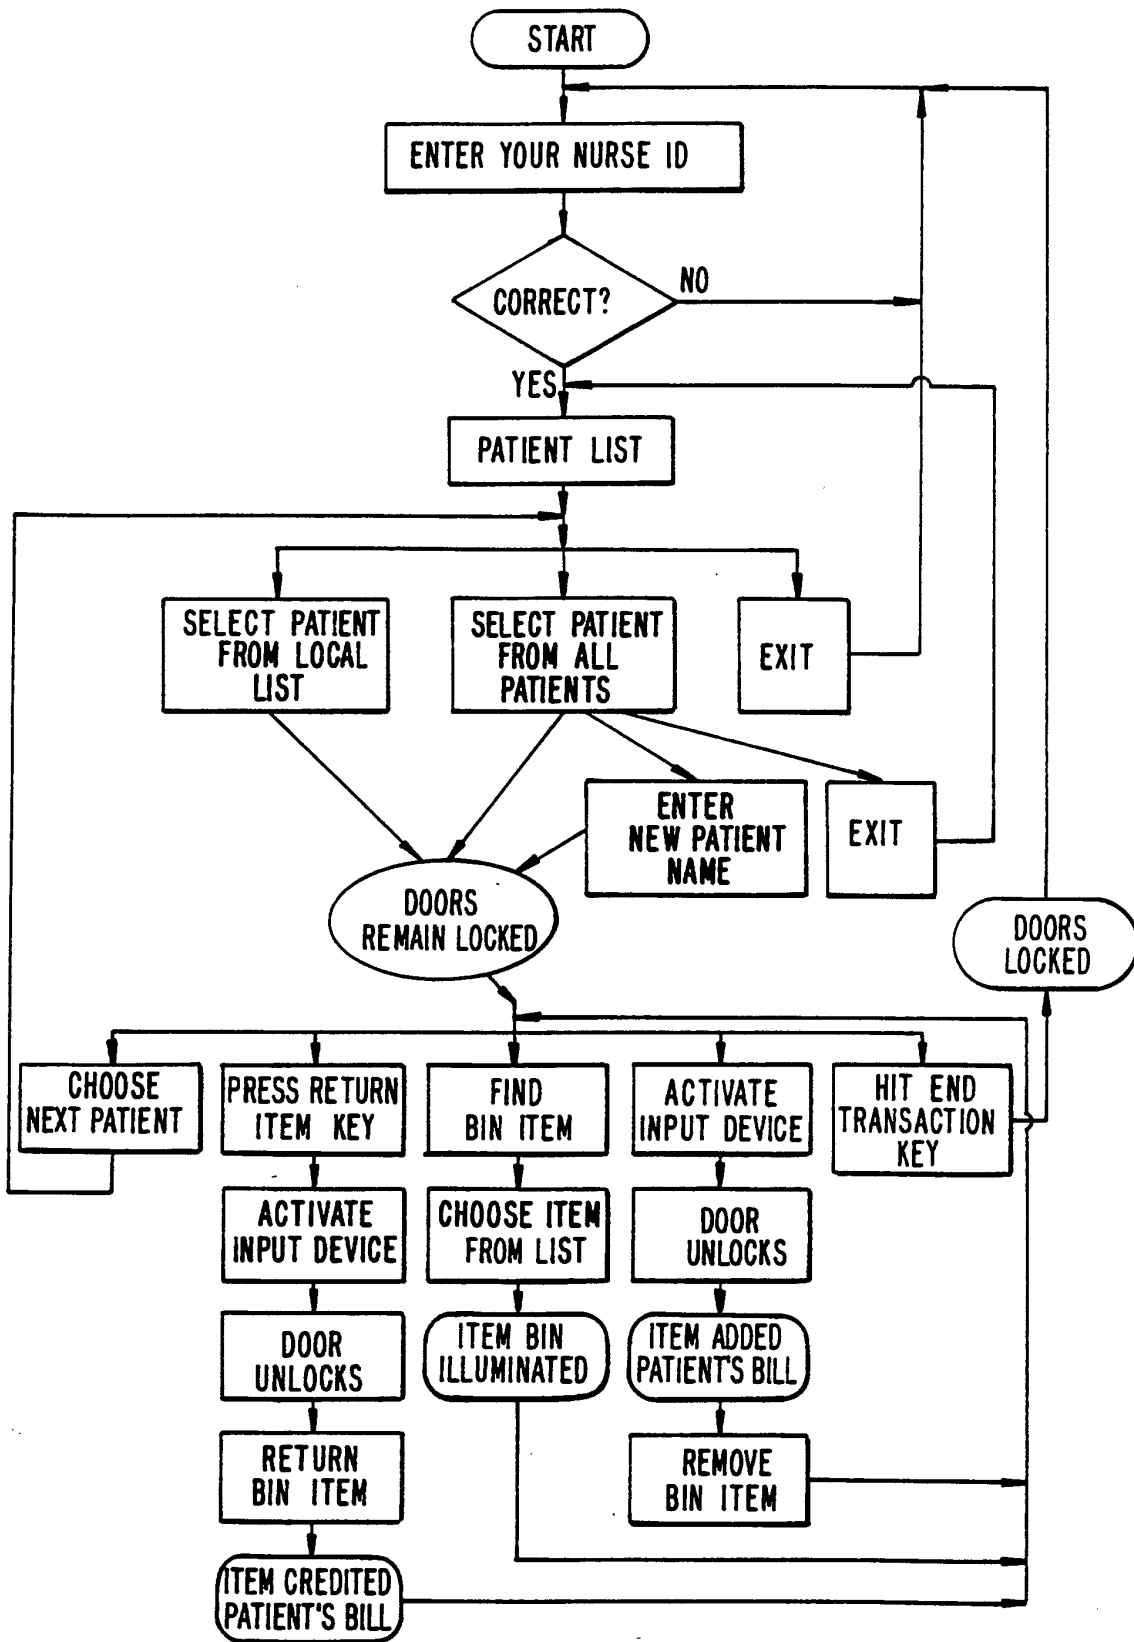 START
ENTER YOUR NURSE ID
CORRECT?
NO
YES
PATIENT LIST
SELECT PATIENT
FROM LOCAL
LIST
SELECT PATIENT
FROM ALL
PATIENTS
EXIT
ENTER
NEW PATIENT
NAME
EXIT
DOORS
REMAIN LOCKED
DOORS
LOCKED
CHOOSE
NEXT PATIENT
PRESS RETURN
ITEM KEY
FIND
BIN ITEM
ACTIVATE
INPUT DEVICE
HIT END
TRANSACTION
KEY
ACTIVATE
INPUT DEVICE
CHOOSE ITEM
FROM LIST
DOOR
UNLOCKS
DOOR
UNLOCKS
ITEM BIN
ILLUMINATED
ITEM ADDED
PATIENT'S BILL
RETURN
BIN ITEM
REMOVE
BIN ITEM
ITEM CREDITED
PATIENT'S BILL